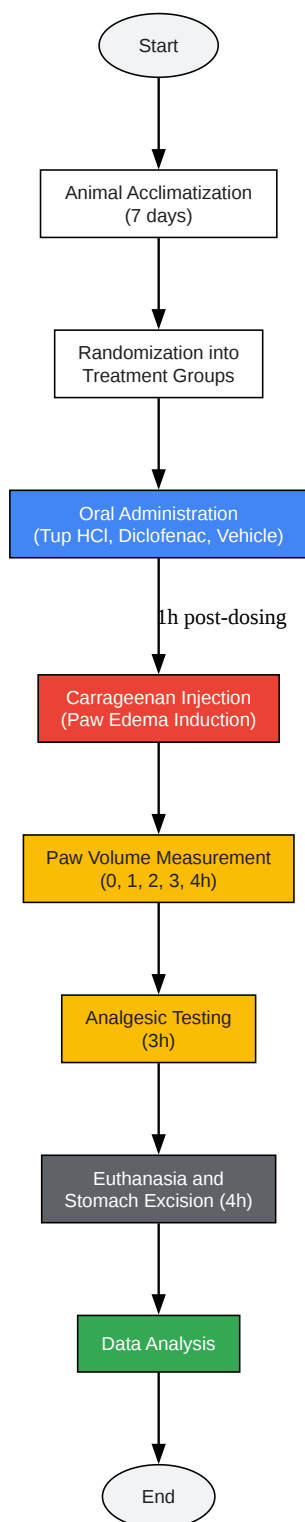 Start
Animal Acclimatization
(7 days)
Randomization into
Treatment Groups
Oral Administration
(Tup HCl, Diclofenac, Vehicle)
1h post-dosing
Carrageenan Injection
(Paw Edema Induction)
Paw Volume Measurement
(0, 1, 2, 3, 4h)
Analgesic Testing
(3h)
Euthanasia and
Stomach Excision (4h)
Data Analysis
End